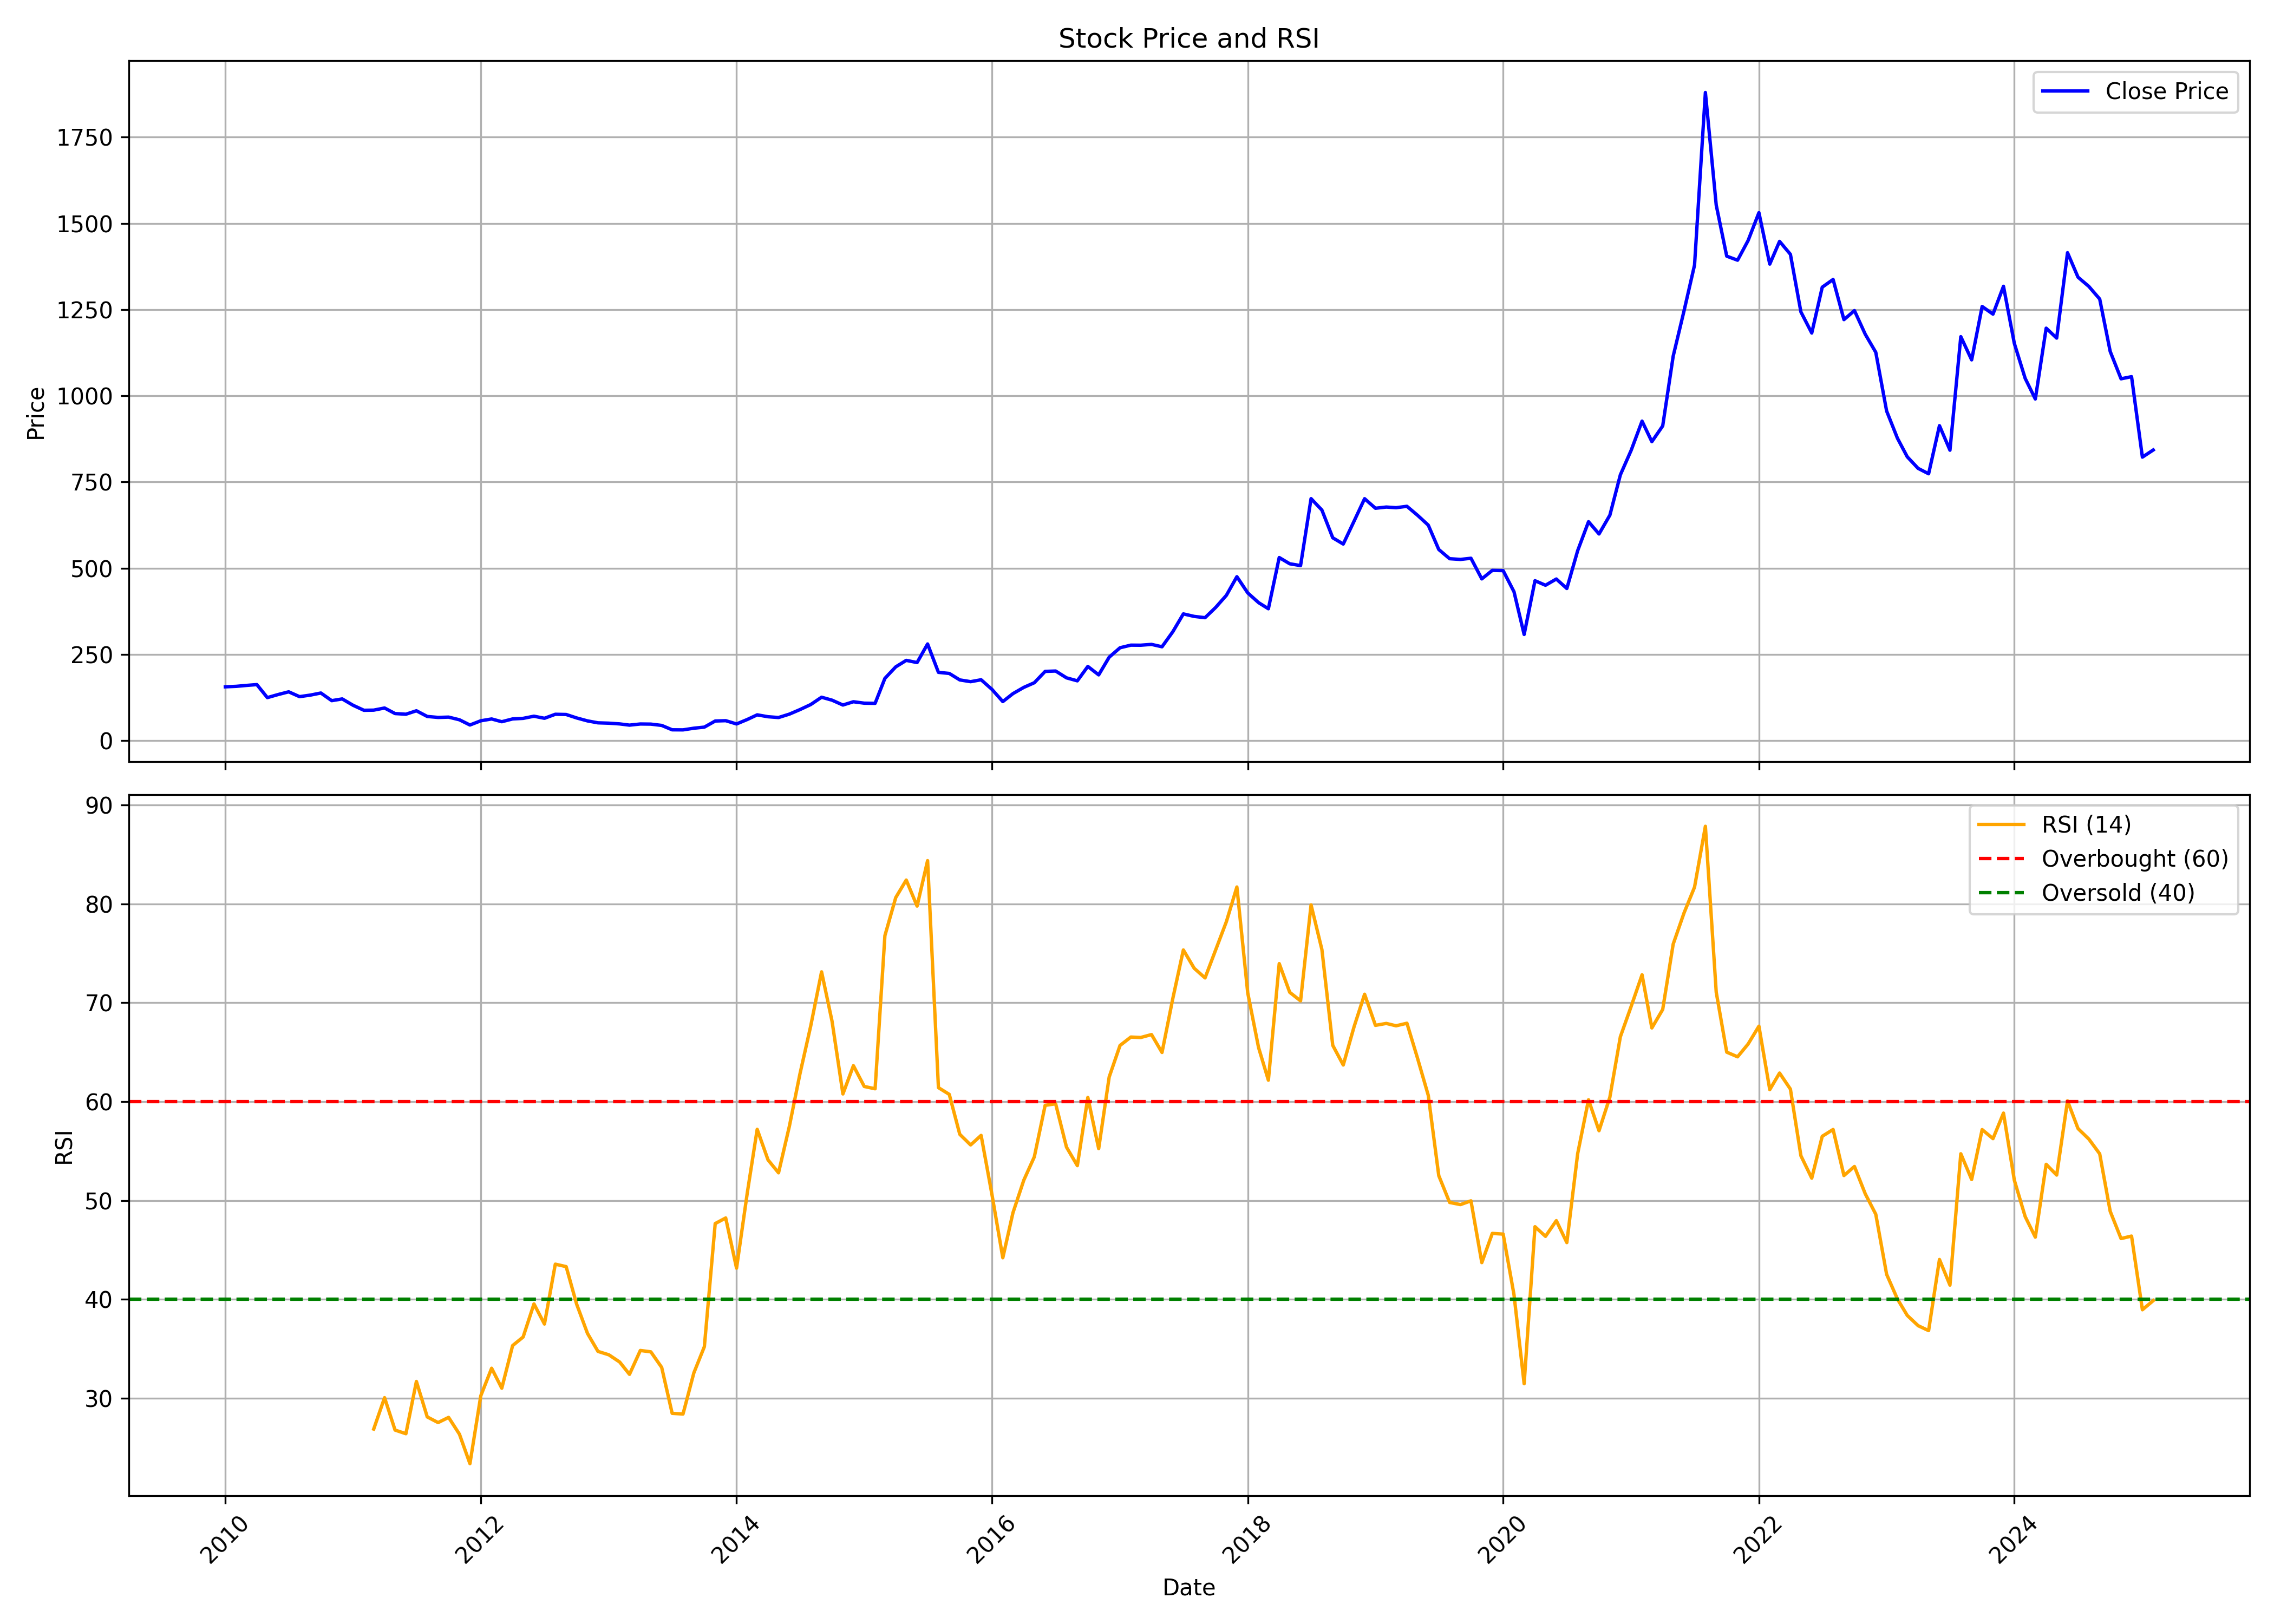 Stock Price and RSI
Close Price
1750
1500
1250
1000
750
500
250
0
Price
RSI (14)
Overbought (60)
Oversold (40)
90
80
70
60
50
40
30
RSI
2010 2012 2014 2016 2018 2020 2022 2024
Date